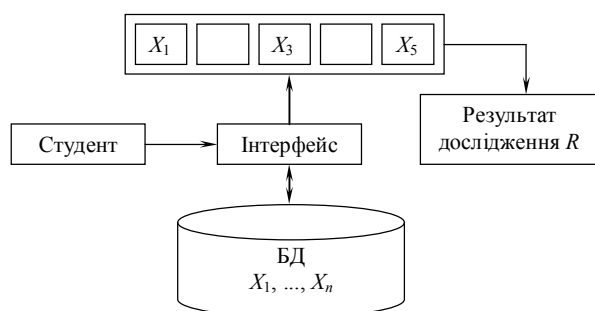 X₁ X₃ X₅
Результат
дослідження R
Студент
Інтерфейс
БД
X₁, ..., Xₙ